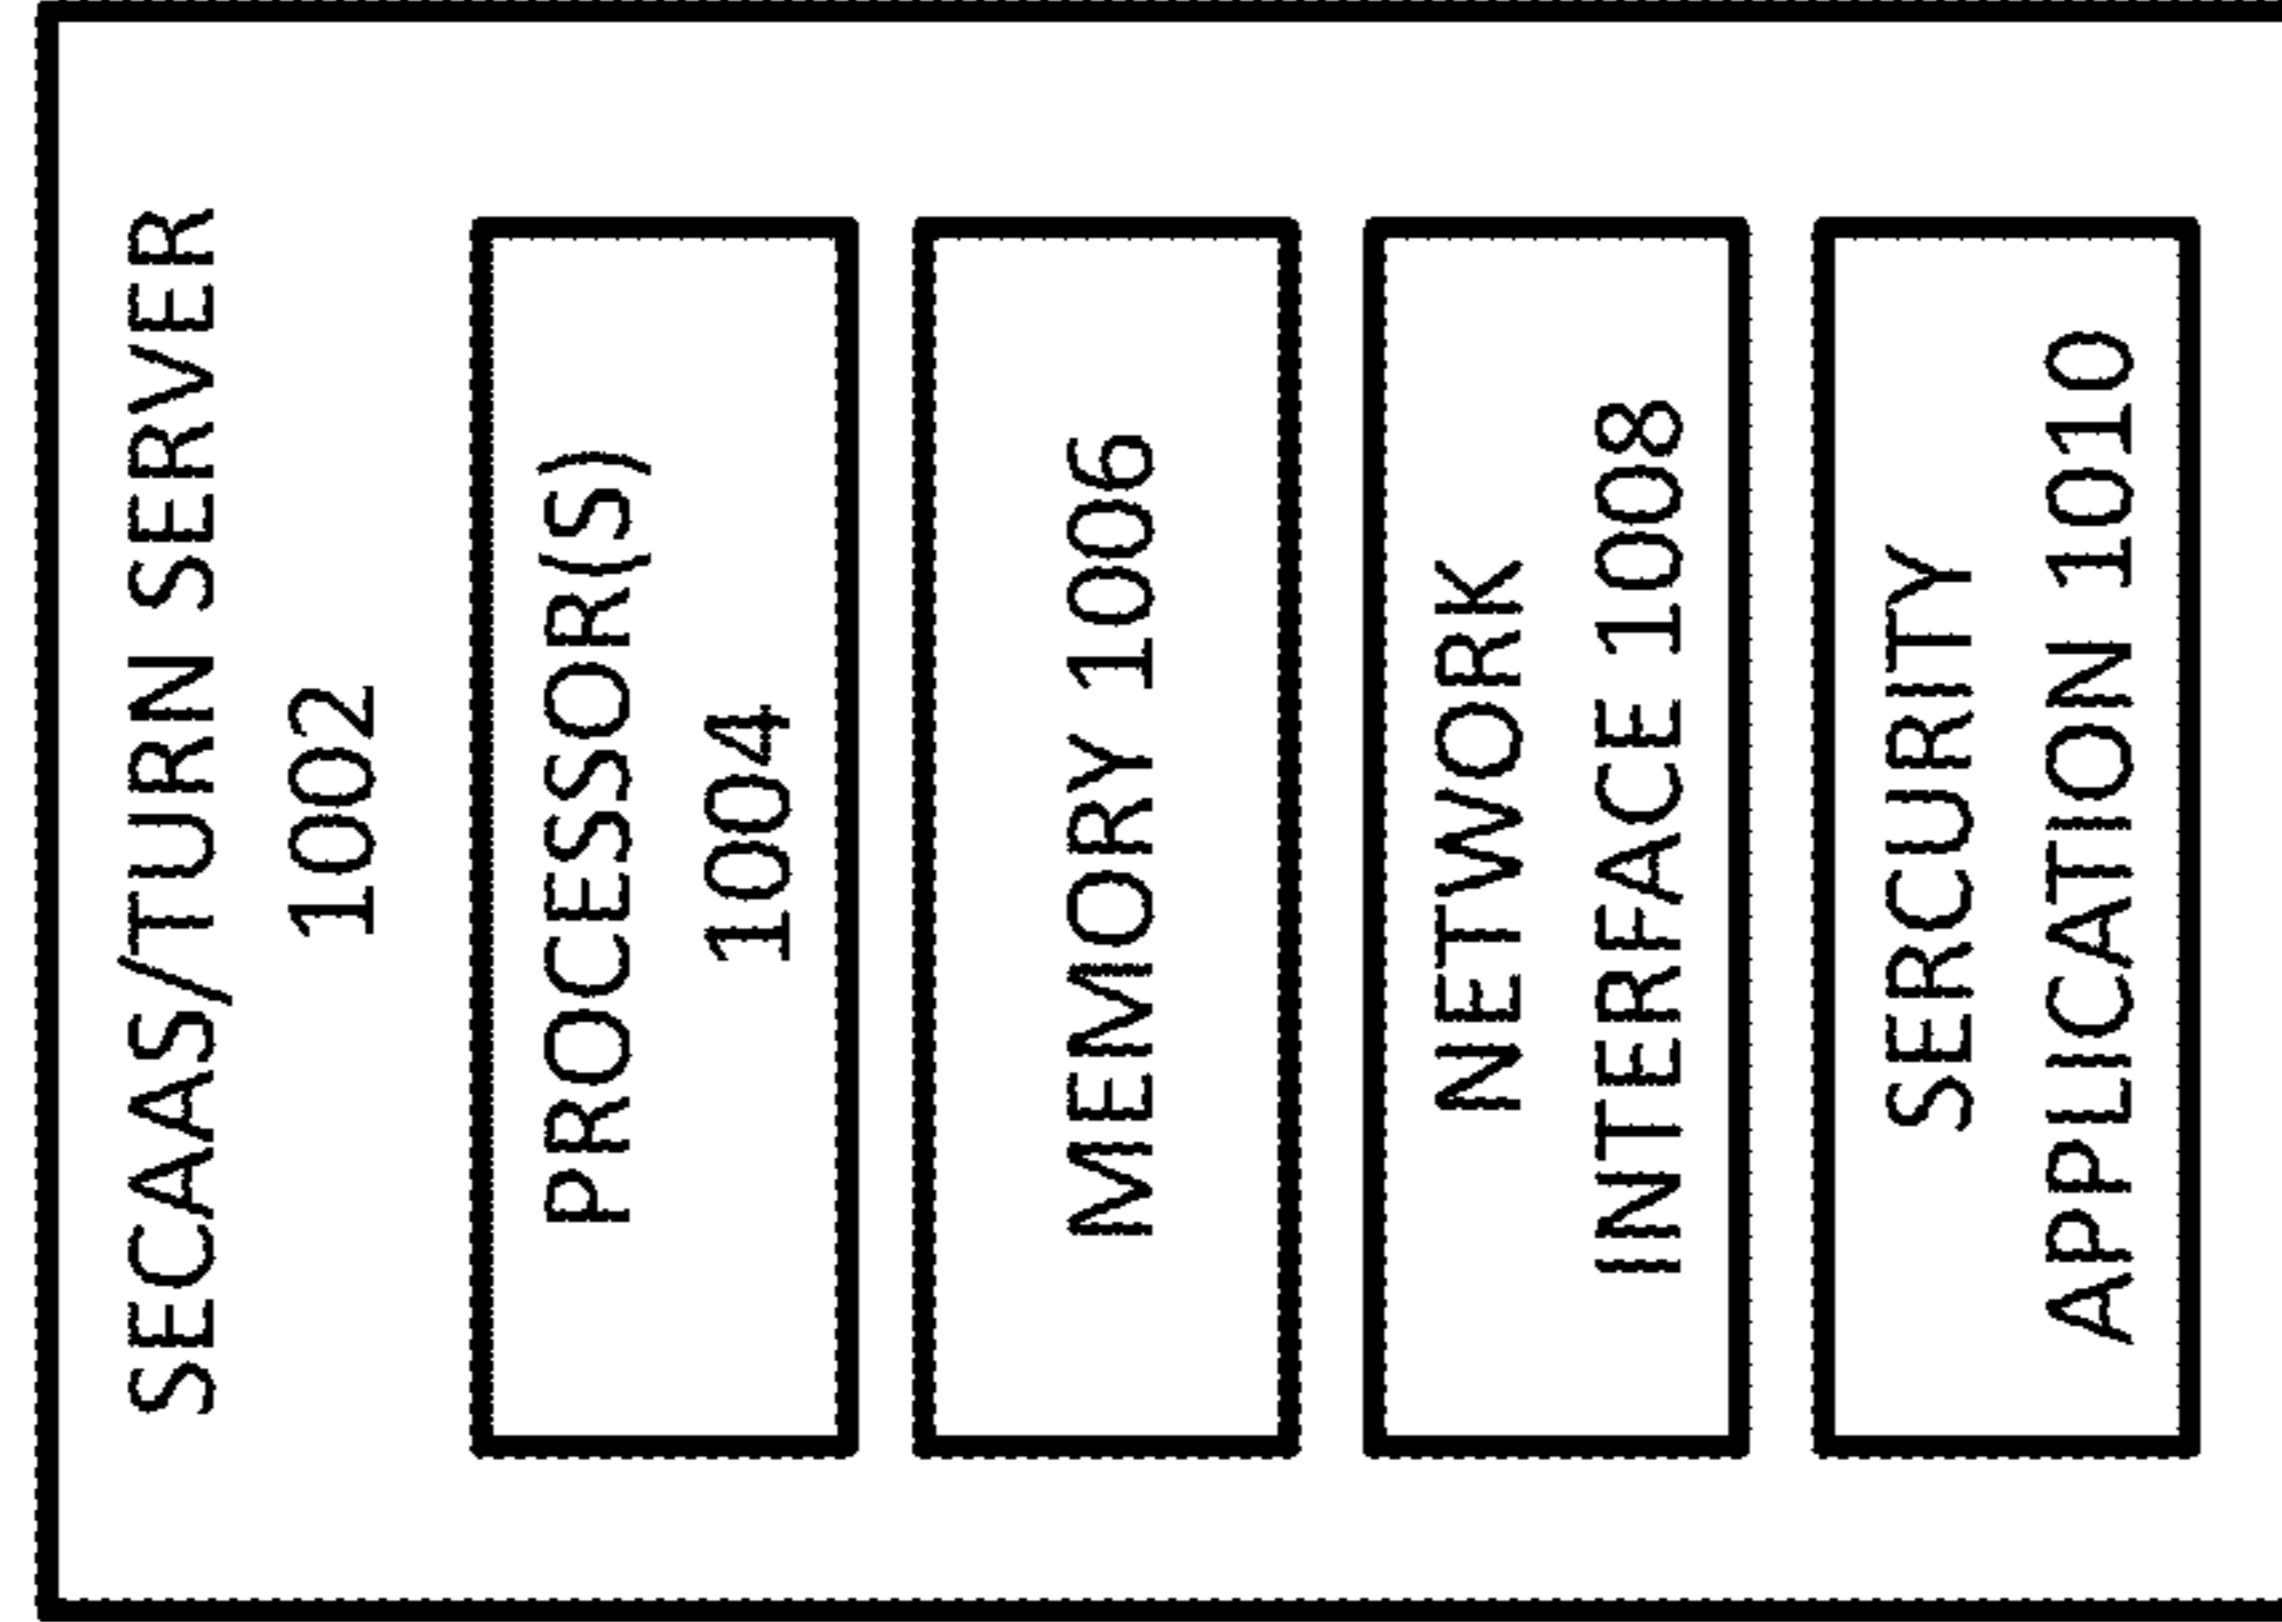 SECAAS/TURN SERVER
1002
PROCESSOR(S)
1004
MEMORY 1006
NETWORK
INTERFACE 1008
SERCURITY
APPLICATION 1010